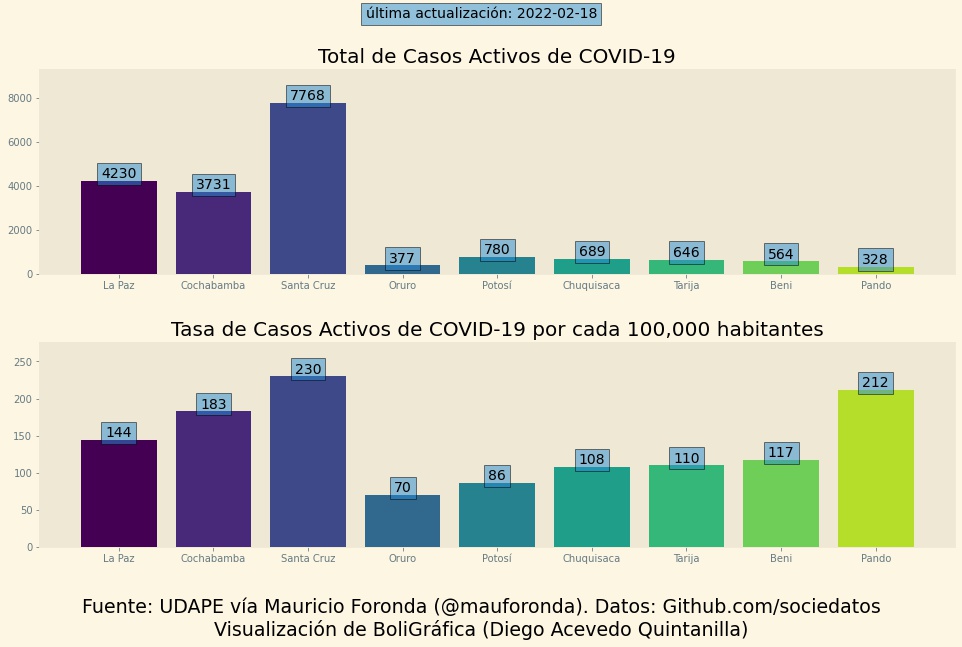 última actualización: 2022-02-18
Total de Casos Activos de COVID-19
8000
6000
4000
2000
0
4230
3731
7768
377
780
689
646
564
328
La Paz
Cochabamba
Santa Cruz
Oruro
Potosí
Chuquisaca
Tarija
Beni
Pando
Tasa de Casos Activos de COVID-19 por cada 100,000 habitantes
250
200
150
100
50
0
144
183
230
70
86
108
110
117
212
La Paz
Cochabamba
Santa Cruz
Oruro
Potosí
Chuquisaca
Tarija
Beni
Pando
Fuente: UDAPE vía Mauricio Foronda (@mauforonda). Datos: Github.com/sociedatos
Visualización de BoliGráfica (Diego Acevedo Quintanilla)